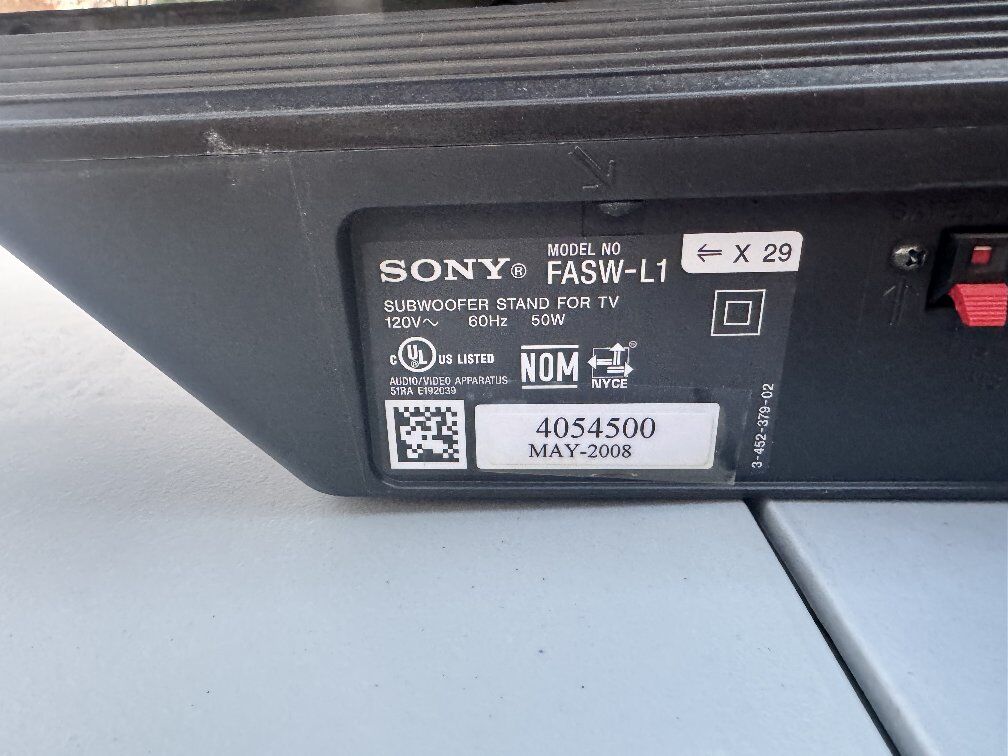 SONY®
MODEL NO
FASW-L1
⇐ X 29
SUBWOOFER STAND FOR TV
120V～ 60Hz 50W
C UL® US LISTED
AUDIO/VIDEO APPARATUS
51RA E192039
NOM
NYCE®
4054500
MAY-2008
3-452-379-02